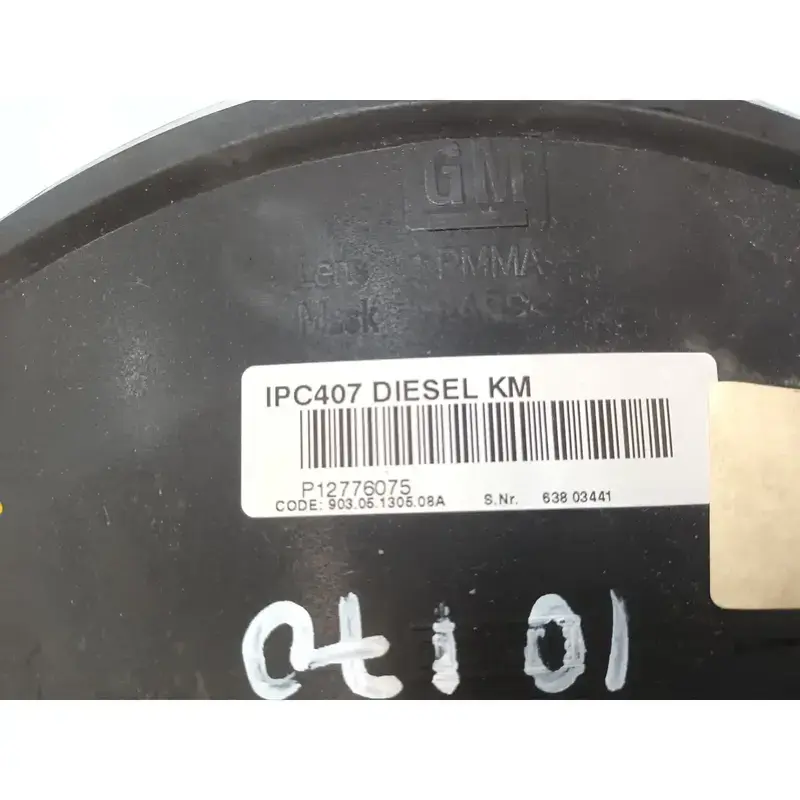 GM
Lens PMMA
Mask
IPC407 DIESEL KM
P12776075
CODE: 903.05.1305.08A S.Nr. 638 03441